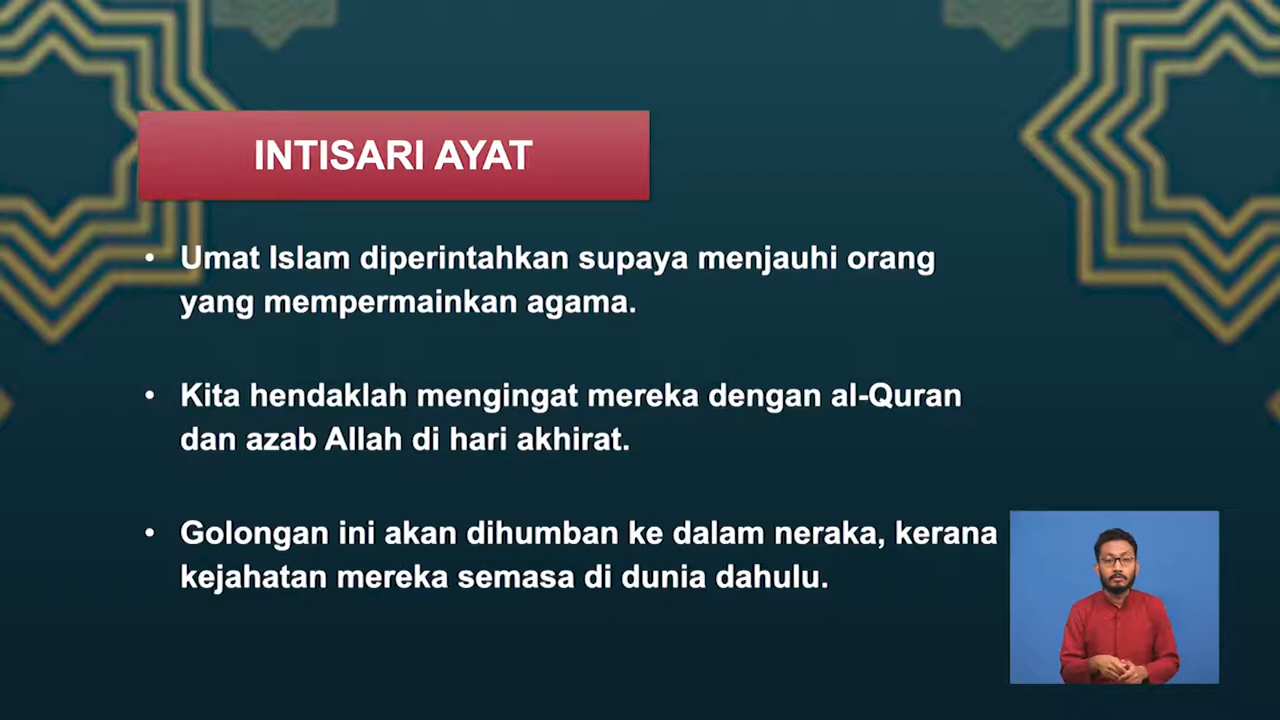 INTISARI AYAT
• Umat Islam diperintahkan supaya menjauhi orang
yang mempermainkan agama.
• Kita hendaklah mengingat mereka dengan al-Quran
dan azab Allah di hari akhirat.
• Golongan ini akan dihumban ke dalam neraka, kerana
kejahatan mereka semasa di dunia dahulu.